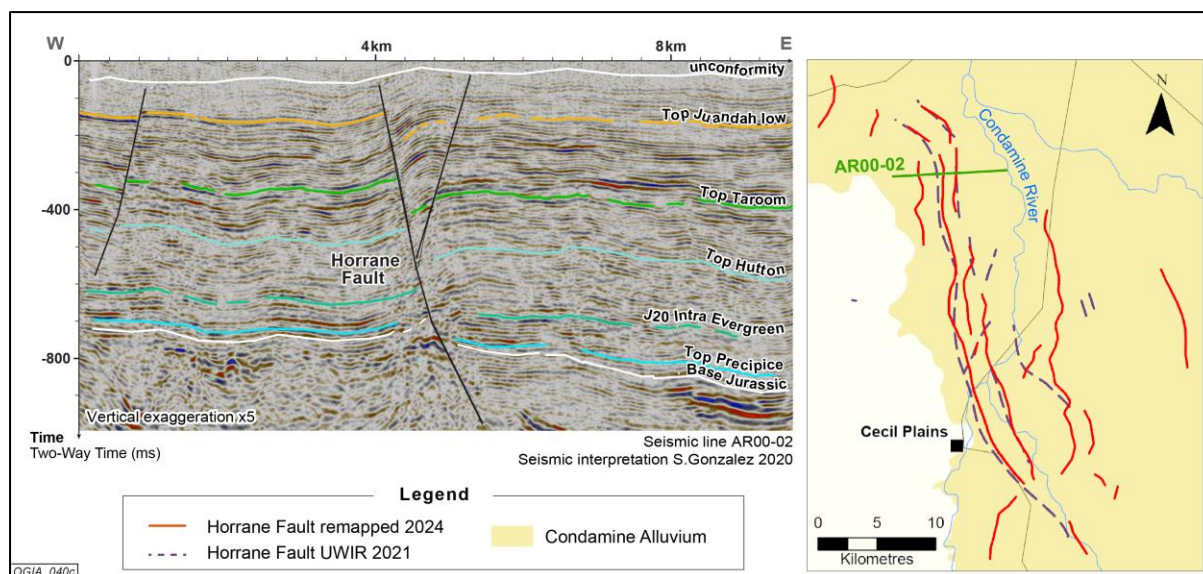 W
4km
8km
E
0
unconformity
Top Juandah low
Top Taroom
-400
Horrane
Fault
Top Hutton
J20 Intra Evergreen
-800
Top Precipice
Base Jurassic
Vertical exaggeration x5
Time
Two-Way Time (ms)
Seismic line AR00-02
Seismic interpretation S.Gonzalez 2020
N
Condamine River
AR00-02
Cecil Plains
0 5 10
Kilometres
Legend
Horrane Fault remapped 2024
Horrane Fault UWIR 2021
Condamine Alluvium
OGIA_040c